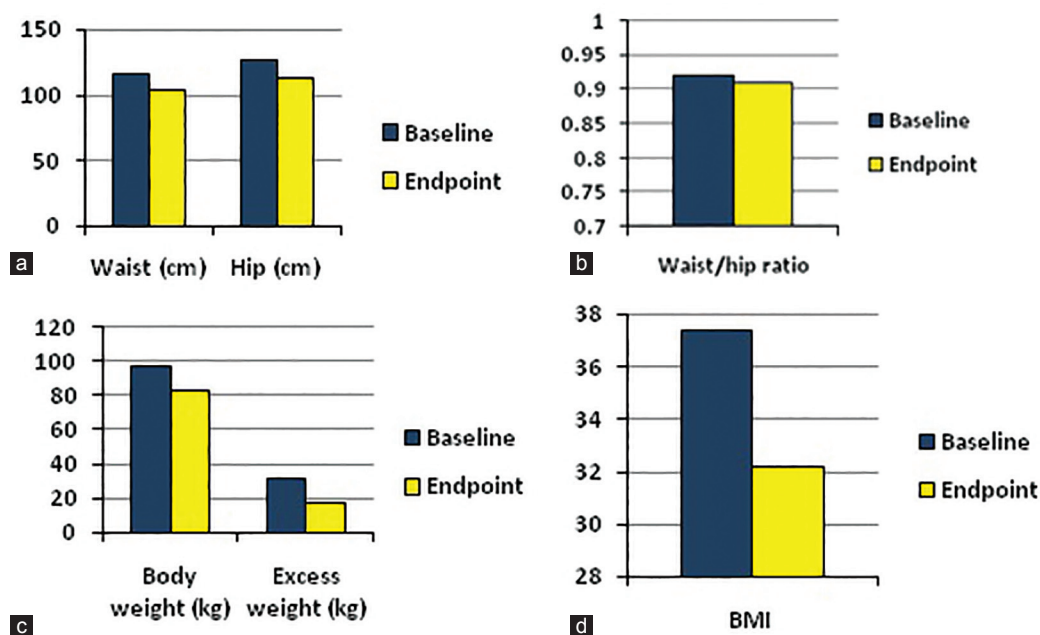 150
100
50
0
Waist (cm) Hip (cm)
Baseline
Endpoint
a
1
0.95
0.9
0.85
0.8
0.75
0.7
Waist/hip ratio
Baseline
Endpoint
b
120
100
80
60
40
20
0
Body weight (kg)
Excess weight (kg)
Baseline
Endpoint
c
38
36
34
32
30
28
BMI
Baseline
Endpoint
d